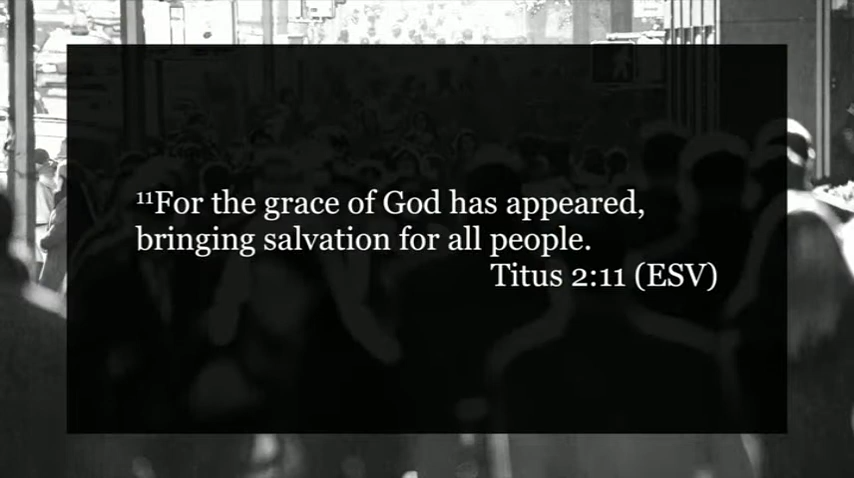 ¹¹For the grace of God has appeared,
bringing salvation for all people.
Titus 2:11 (ESV)